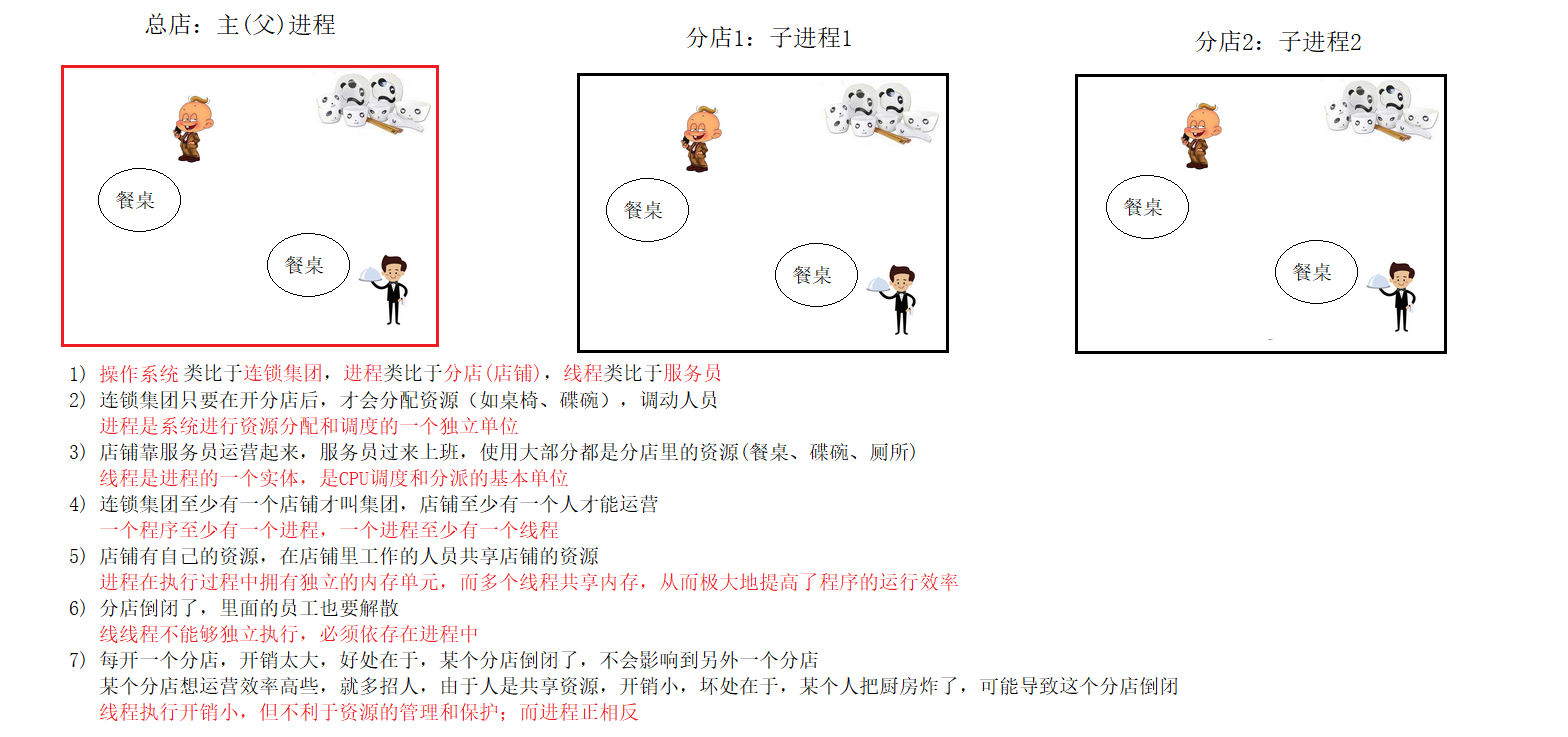 总店：主(父)进程
分店1：子进程1
分店2：子进程2
餐桌
餐桌
餐桌
餐桌
餐桌
餐桌
1) 操作系统 类比于连锁集团，进程类比于分店(店铺)，线程类比于服务员
2) 连锁集团只要在开分店后，才会分配资源（如桌椅、碟碗），调动人员
进程是系统进行资源分配和调度的一个独立单位
3) 店铺靠服务员运营起来，服务员过来上班，使用大部分都是分店里的资源(餐桌、碟碗、厕所)
线程是进程的一个实体，是CPU调度和分派的基本单位
4) 连锁集团至少有一个店铺才叫集团，店铺至少有一个人才能运营
一个程序至少有一个进程，一个进程至少有一个线程
5) 店铺有自己的资源，在店铺里工作的人员共享店铺的资源
进程在执行过程中拥有独立的内存单元，而多个线程共享内存，从而极大地提高了程序的运行效率
6) 分店倒闭了，里面的员工也要解散
线线程不能够独立执行，必须依存在进程中
7) 每开一个分店，开销太大，好处在于，某个分店倒闭了，不会影响到另外一个分店
某个分店想运营效率高些，就多招人，由于人是共享资源，开销小，坏处在于，某个人把厨房炸了，可能导致这个分店倒闭
线程执行开销小，但不利于资源的管理和保护；而进程正相反